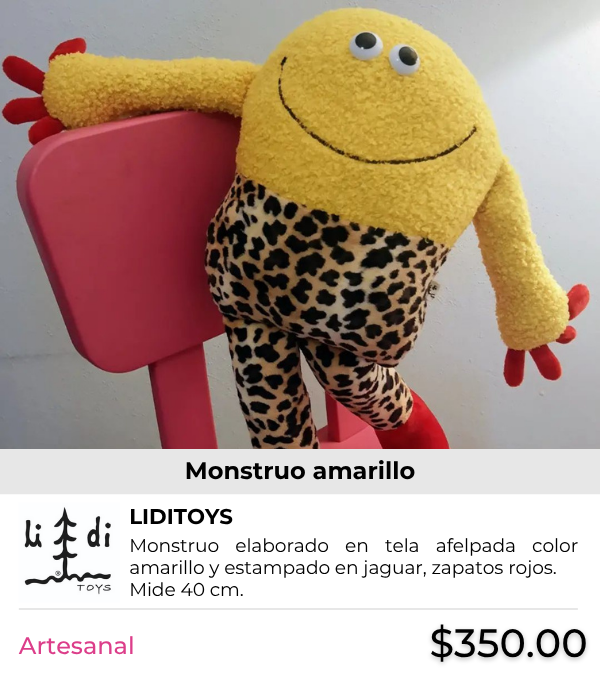 Monstruo amarillo
LIDITOYS
li di
TOYS
Monstruo elaborado en tela afelpada color
amarillo y estampado en jaguar, zapatos rojos.
Mide 40 cm.
Artesanal
$350.00